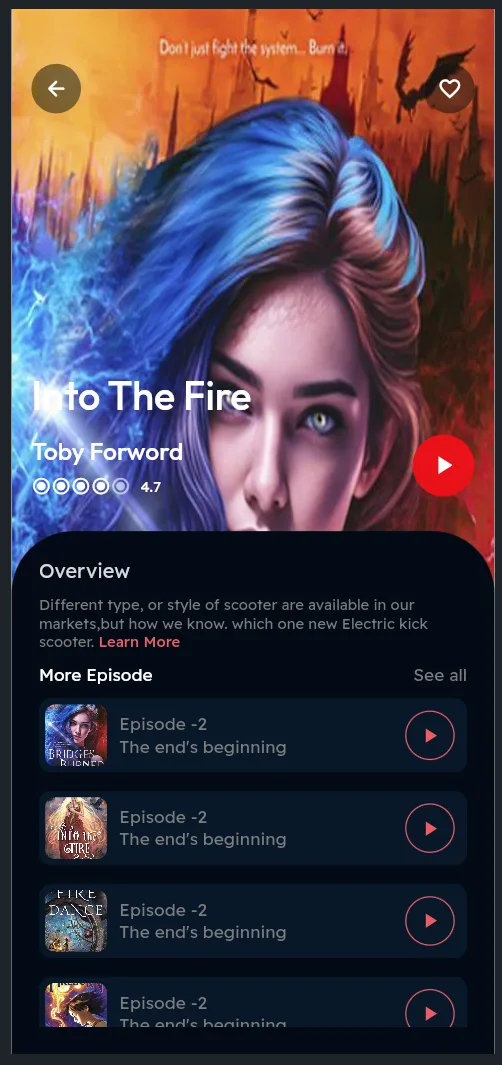 Don't just fight the system... Burn it.
Into The Fire
Toby Forword
4.7
Overview
Different type, or style of scooter are available in our
markets,but how we know. which one new Electric kick
scooter. Learn More
More Episode
See all
BRIDGES
BURNED
Episode -2
The end's beginning
INTO the
FIRE
Episode -2
The end's beginning
FIRE
DANCE
Episode -2
The end's beginning
Episode -2
The end's beginning